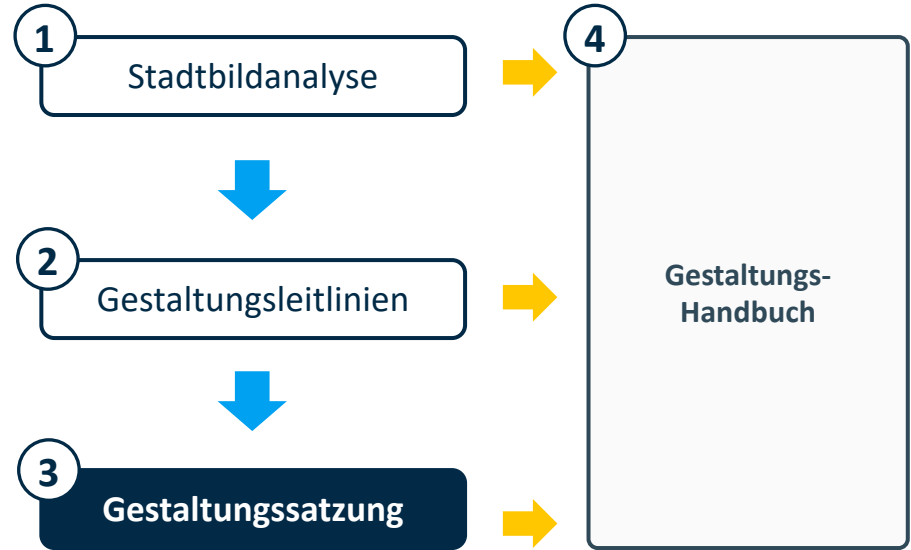 1
Stadtbildanalyse
2
Gestaltungsleitlinien
3
Gestaltungssatzung
4
Gestaltungs-
Handbuch